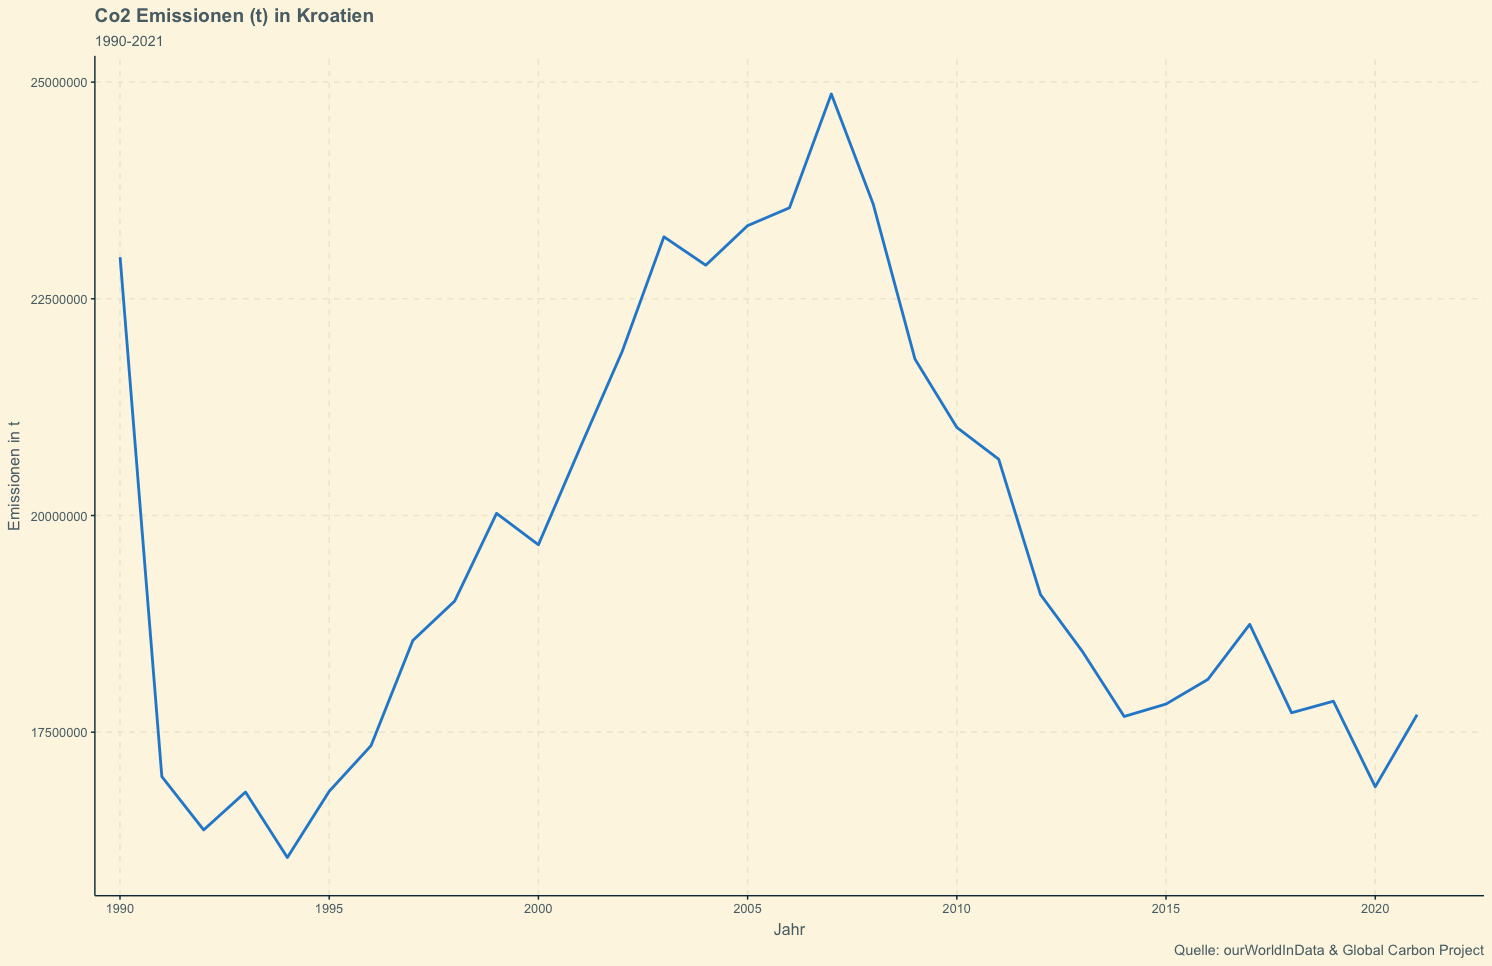 Co2 Emissionen (t) in Kroatien
1990-2021
25000000
22500000
20000000
17500000
Emissionen in t
1990 1995 2000 2005 2010 2015 2020
Jahr
Quelle: ourWorldInData & Global Carbon Project